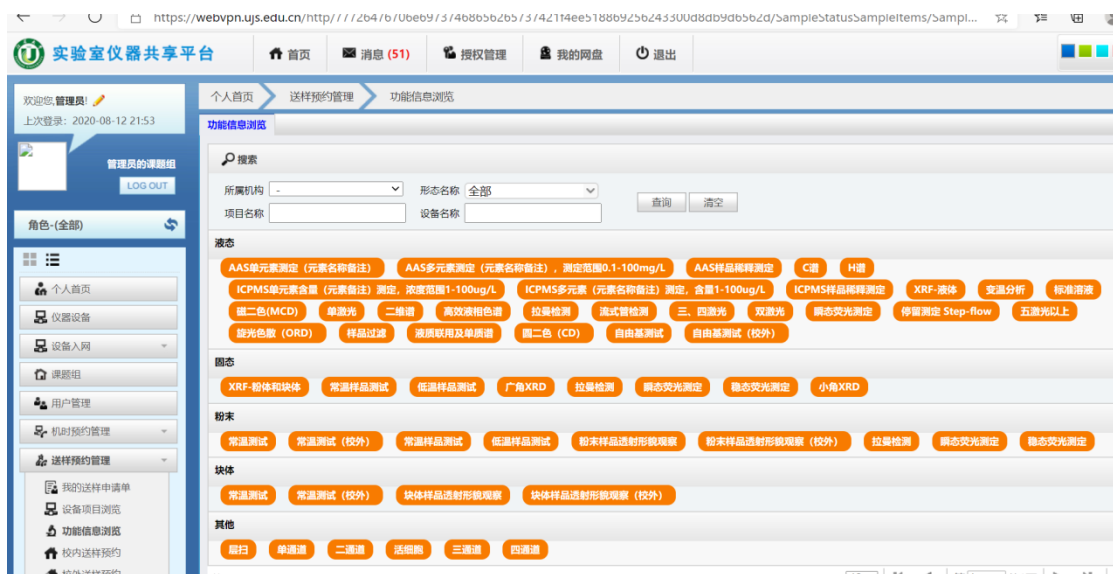 https://webvpn.ujs.edu.cn/http/77726476706e69737468656265737421f4ee518869256243300d8db9d6562d/SampleStatusSampleItems/Sampl...
实验室仪器共享平台 首页 消息 (51) 授权管理 我的网盘 退出
欢迎您,管理员!
上次登录: 2020-08-12 21:53
管理员的课题组
LOG OUT
角色-(全部)
个人首页
仪器设备
设备入网
课题组
用户管理
机时预约管理
送样预约管理
我的送样申请单
设备项目浏览
功能信息浏览
校内送样预约
校外送样预约
个人首页 送样预约管理 功能信息浏览
功能信息浏览
搜索
所属机构 - 形态名称 全部 查询 清空
项目名称 设备名称
液态
AAS单元素测定（元素名称备注） AAS多元素测定（元素名称备注），测定范围0.1-100mg/L AAS样品稀释测定 C谱 H谱
ICPMS单元素含量（元素名称备注）测定，浓度范围1-100ug/L ICPMS多元素（元素名称备注）测定，含量1-100ug/L ICPMS样品稀释测定 XRF-液体 变温分析 标准溶液
磁二色(MCD) 单激光 二维谱 高效液相色谱 拉曼检测 流式管检测 三、四激光 双激光 瞬态荧光测定 停留测定 Step-flow 五激光以上
旋光色散（ORD） 样品过滤 液质联用及单质谱 圆二色（CD） 自由基测试 自由基测试（校外）
固态
XRF-粉体和块体 常温样品测试 低温样品测试 广角XRD 拉曼检测 瞬态荧光测定 稳态荧光测定 小角XRD
粉末
常温测试 常温测试（校外） 常温样品测试 低温样品测试 粉末样品透射形貌观察 粉末样品透射形貌观察（校外） 拉曼检测 瞬态荧光测定 稳态荧光测定
块体
常温测试 常温测试（校外） 块体样品透射形貌观察 块体样品透射形貌观察（校外）
其他
层扫 单通道 二通道 活细胞 三通道 四通道